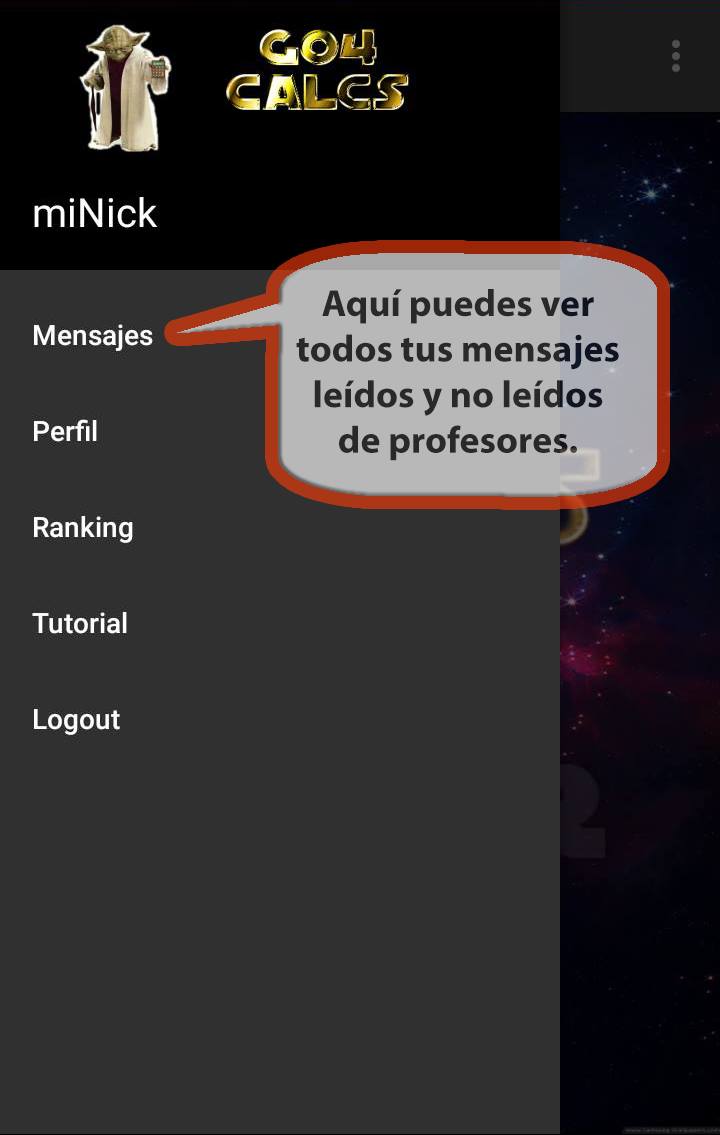 GO4
CALCS
miNick
Mensajes
Aquí puedes ver
todos tus mensajes
leídos y no leídos
de profesores.
Perfil
Ranking
Tutorial
Logout